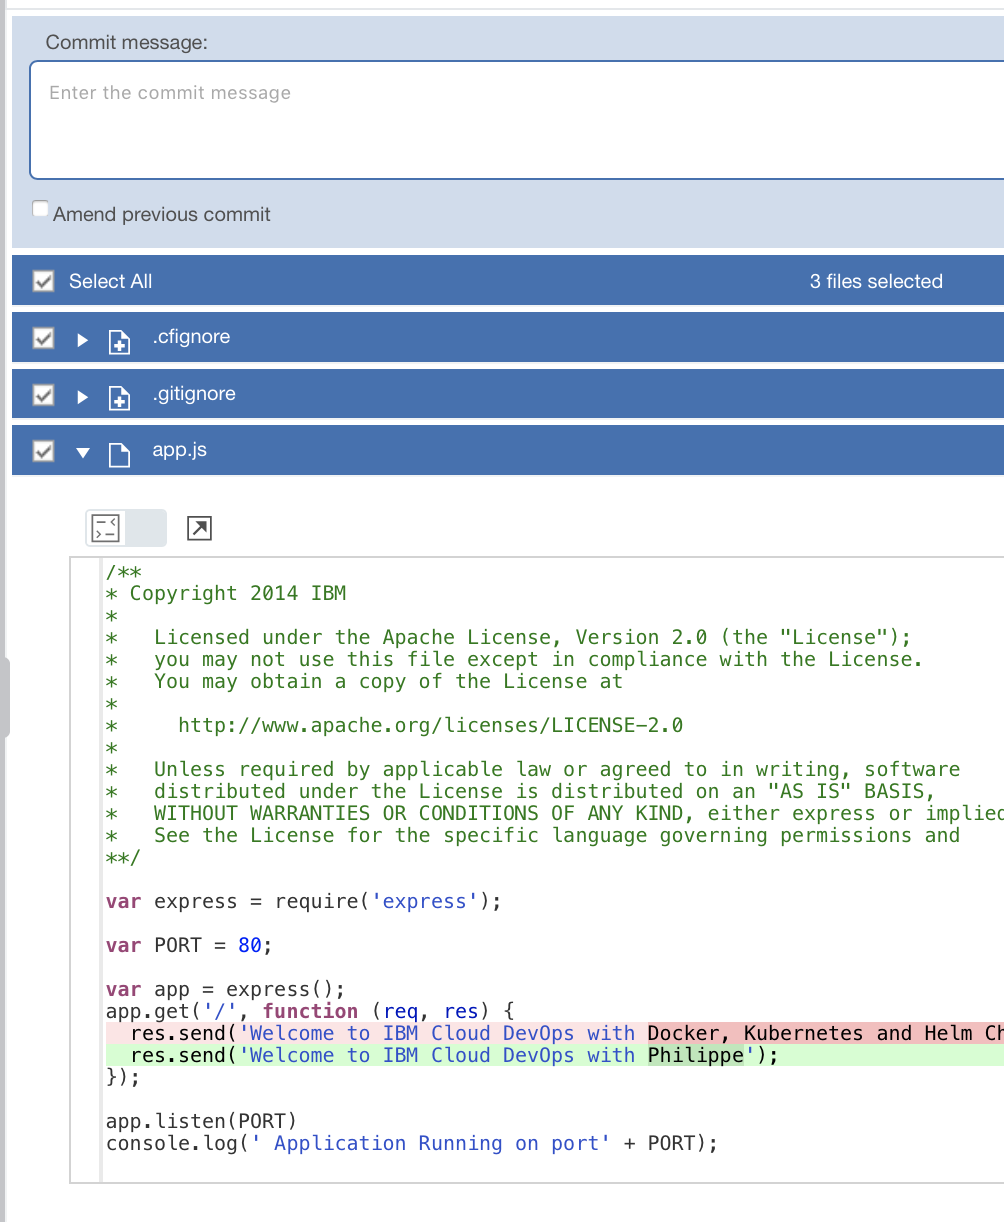 Commit message:
Enter the commit message
Amend previous commit
Select All 3 files selected
.cfignore
.gitignore
app.js
/**
* Copyright 2014 IBM
*
*   Licensed under the Apache License, Version 2.0 (the "License");
*   you may not use this file except in compliance with the License.
*   You may obtain a copy of the License at
*
*     http://www.apache.org/licenses/LICENSE-2.0
*
*   Unless required by applicable law or agreed to in writing, software
*   distributed under the License is distributed on an "AS IS" BASIS,
*   WITHOUT WARRANTIES OR CONDITIONS OF ANY KIND, either express or implied
*   See the License for the specific language governing permissions and
**/
var express = require('express');
var PORT = 80;
var app = express();
app.get('/', function (req, res) {
  res.send('Welcome to IBM Cloud DevOps with Docker, Kubernetes and Helm Ch
  res.send('Welcome to IBM Cloud DevOps with Philippe');
});
app.listen(PORT)
console.log(' Application Running on port' + PORT);